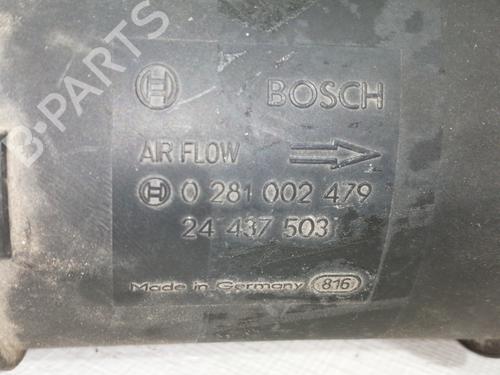 BOSCH
AIR FLOW
0 281 002 479
24 437 503
Made in Germany 816
B-PARTS